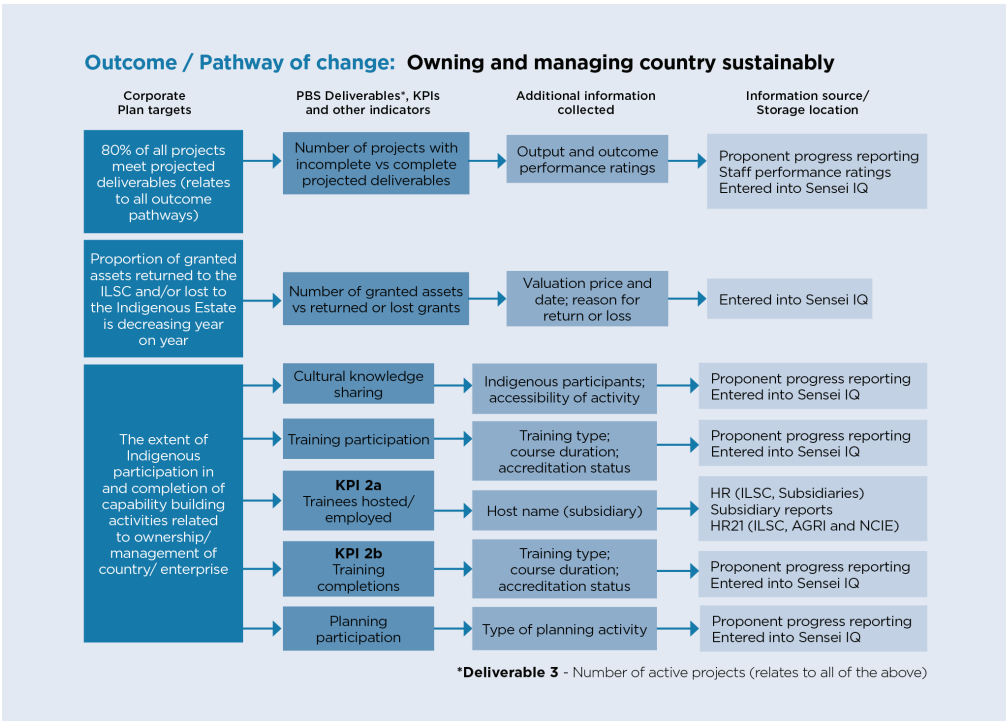 Outcome / Pathway of change: Owning and managing country sustainably
Corporate
Plan targets
PBS Deliverables*, KPIs
and other indicators
Additional information
collected
Information source/
Storage location
80% of all projects
meet projected
deliverables (relates
to all outcome
pathways)
Number of projects with
incomplete vs complete
projected deliverables
Output and outcome
performance ratings
Proponent progress reporting
Staff performance ratings
Entered into Sensei IQ
Proportion of granted
assets returned to the
ILSC and/or lost to
the Indigenous Estate
is decreasing year
on year
Number of granted assets
vs returned or lost grants
Valuation price and
date; reason for
return or loss
Entered into Sensei IQ
The extent of
Indigenous
participation in
and completion of
capability building
activities related
to ownership/
management of
country/ enterprise
Cultural knowledge
sharing
Indigenous participants;
accessibility of activity
Proponent progress reporting
Entered into Sensei IQ
Training participation
Training type;
course duration;
accreditation status
Proponent progress reporting
Entered into Sensei IQ
KPI 2a
Trainees hosted/
employed
Host name (subsidiary)
HR (ILSC, Subsidiaries)
Subsidiary reports
HR21 (ILSC, AGRI and NCIE)
KPI 2b
Training
completions
Training type;
course duration;
accreditation status
Proponent progress reporting
Entered into Sensei IQ
Planning
participation
Type of planning activity
Proponent progress reporting
Entered into Sensei IQ
*Deliverable 3 - Number of active projects (relates to all of the above)